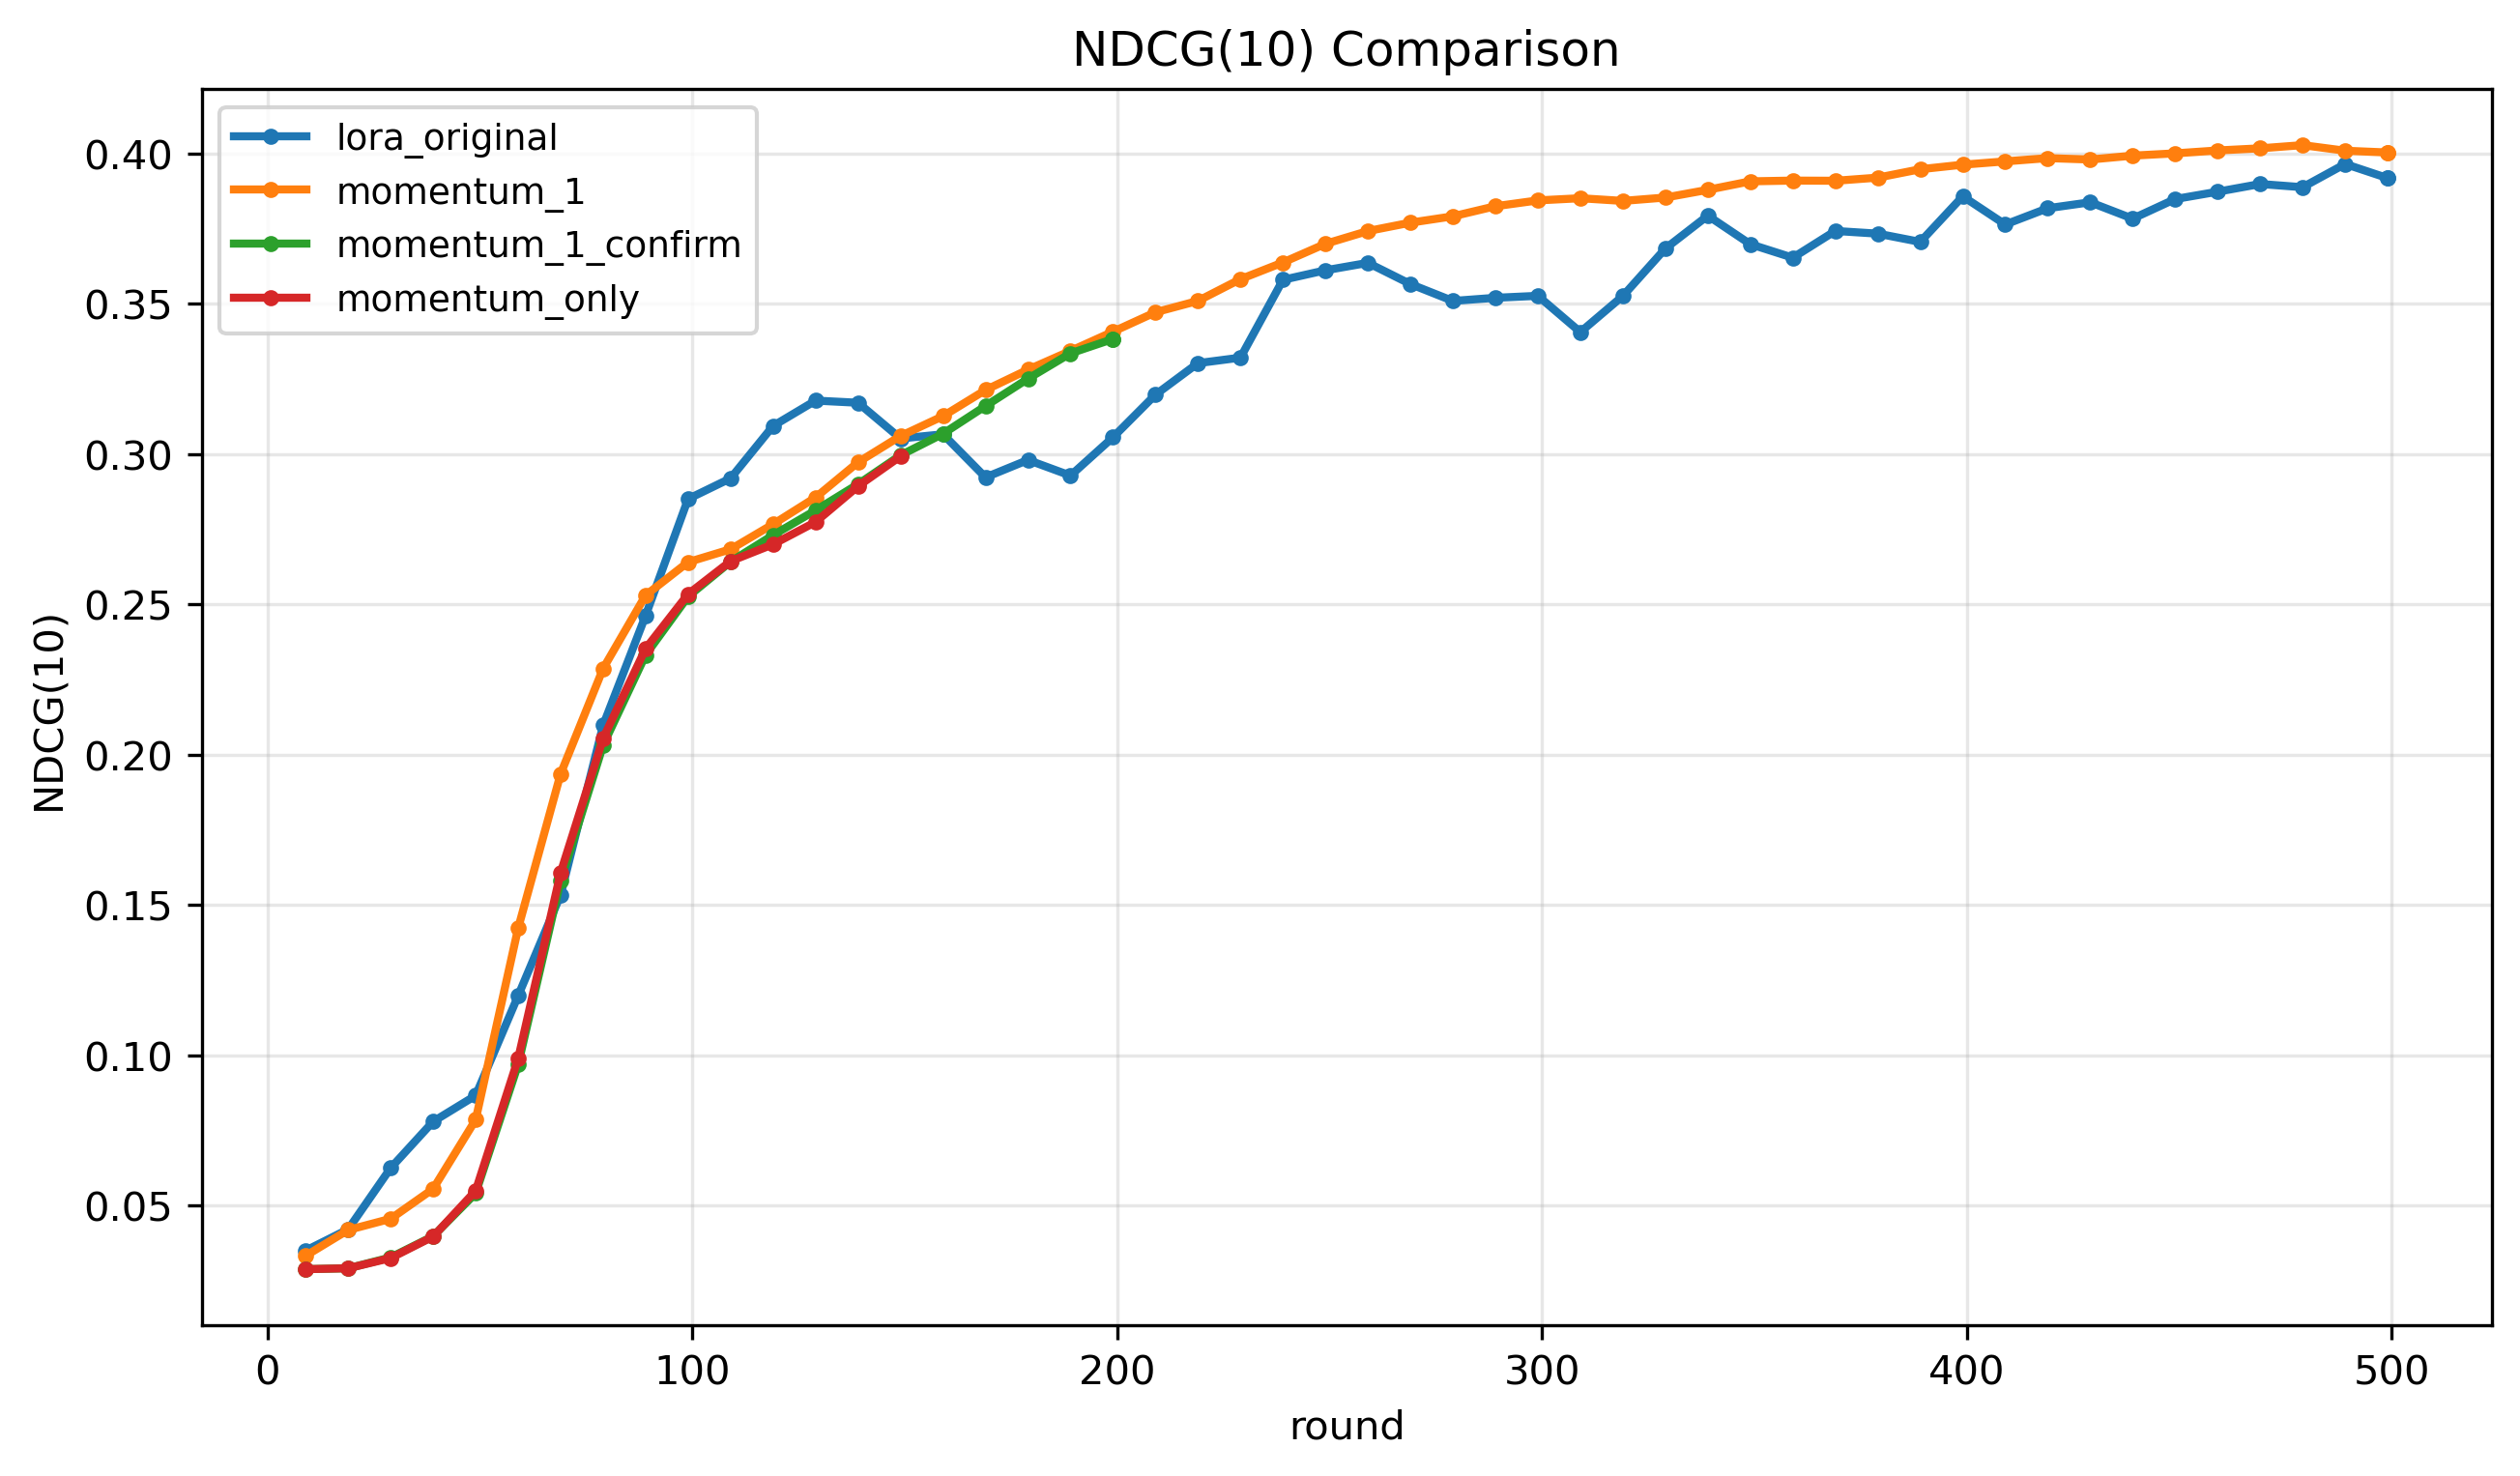 NDCG(10) Comparison
lora_original
momentum_1
momentum_1_confirm
momentum_only
NDCG(10)
0.40
0.35
0.30
0.25
0.20
0.15
0.10
0.05
0 100 200 300 400 500
round